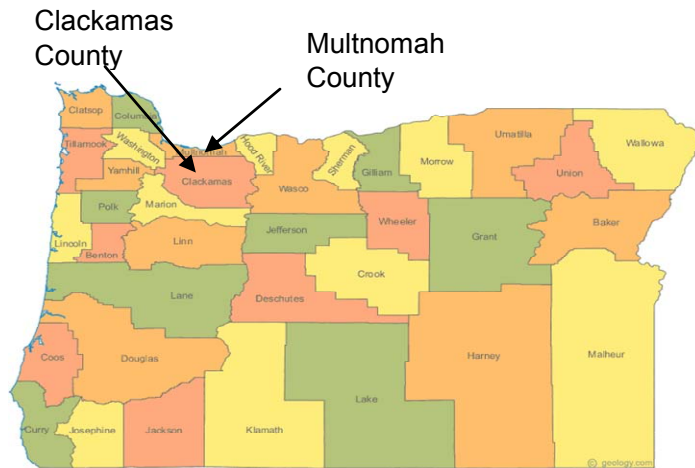 Clackamas
County
Multnomah
County
Clatsop
Columbia
Tillamook
Washington
Multnomah
Hood River
Sherman
Gilliam
Morrow
Umatilla
Wallowa
Union
Yamhill
Clackamas
Wasco
Polk
Marion
Wheeler
Grant
Baker
Lincoln
Benton
Linn
Jefferson
Crook
Lane
Deschutes
Coos
Douglas
Harney
Malheur
Lake
Curry
Josephine
Jackson
Klamath
© geology.com